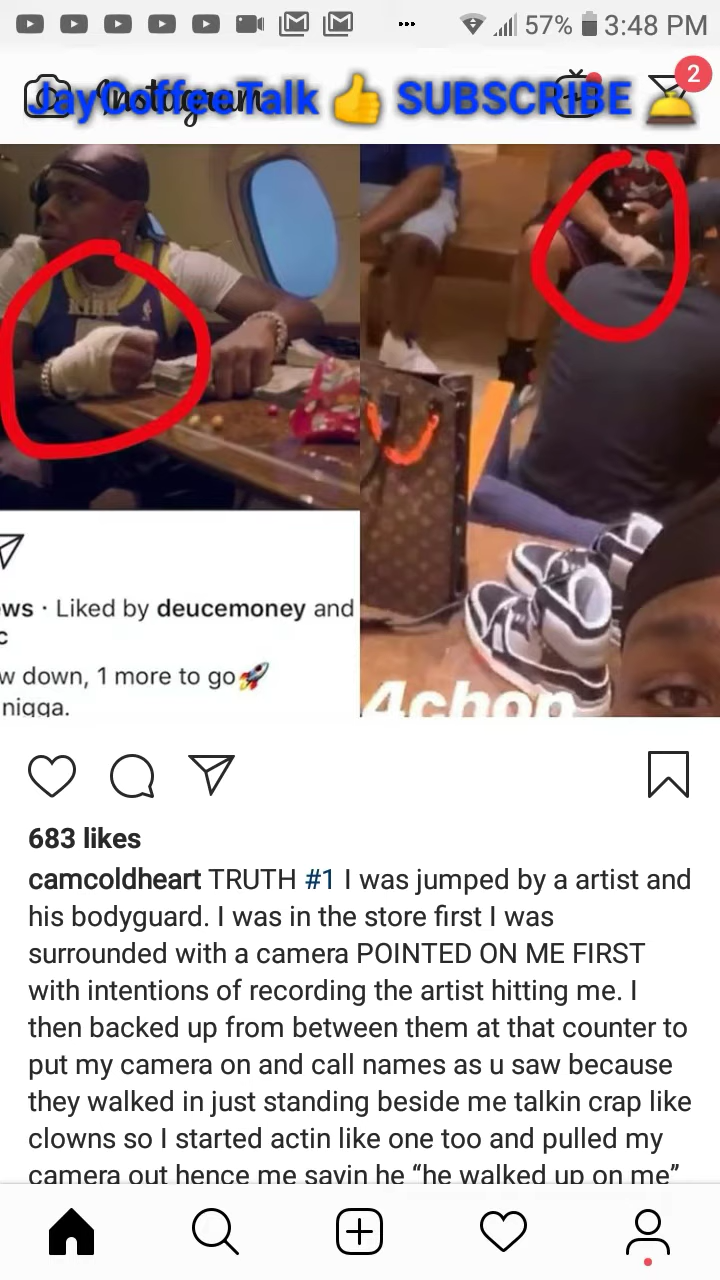 57% 3:48 PM
Instagram
JayCoffeeTalk 👍 SUBSCRIBE 🛎️
2
KIRK
ws · Liked by deucemoney and
c
w down, 1 more to go🚀
nigga.
4chon
683 likes
camcoldheart TRUTH #1 I was jumped by a artist and
his bodyguard. I was in the store first I was
surrounded with a camera POINTED ON ME FIRST
with intentions of recording the artist hitting me. I
then backed up from between them at that counter to
put my camera on and call names as u saw because
they walked in just standing beside me talkin crap like
clowns so I started actin like one too and pulled my
camera out hence me sayin he “he walked up on me”